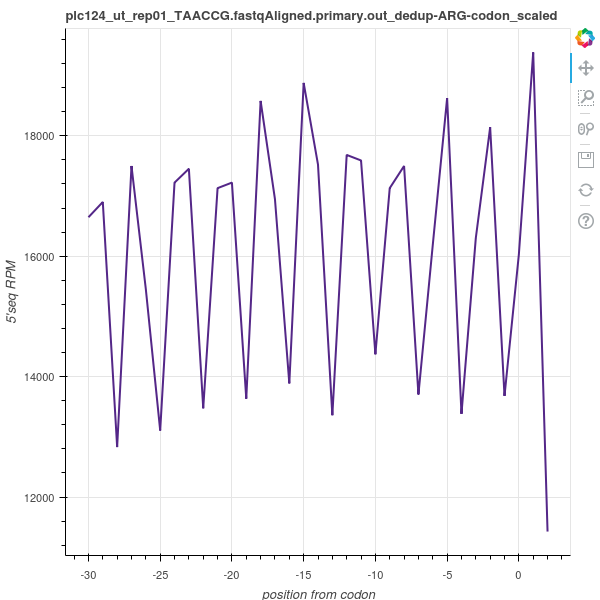 plc124_ut_rep01_TAACCG.fastqAligned.primary.out_dedup-ARG-codon_scaled
18000
16000
14000
12000
5'seq RPM
-30 -25 -20 -15 -10 -5 0
position from codon